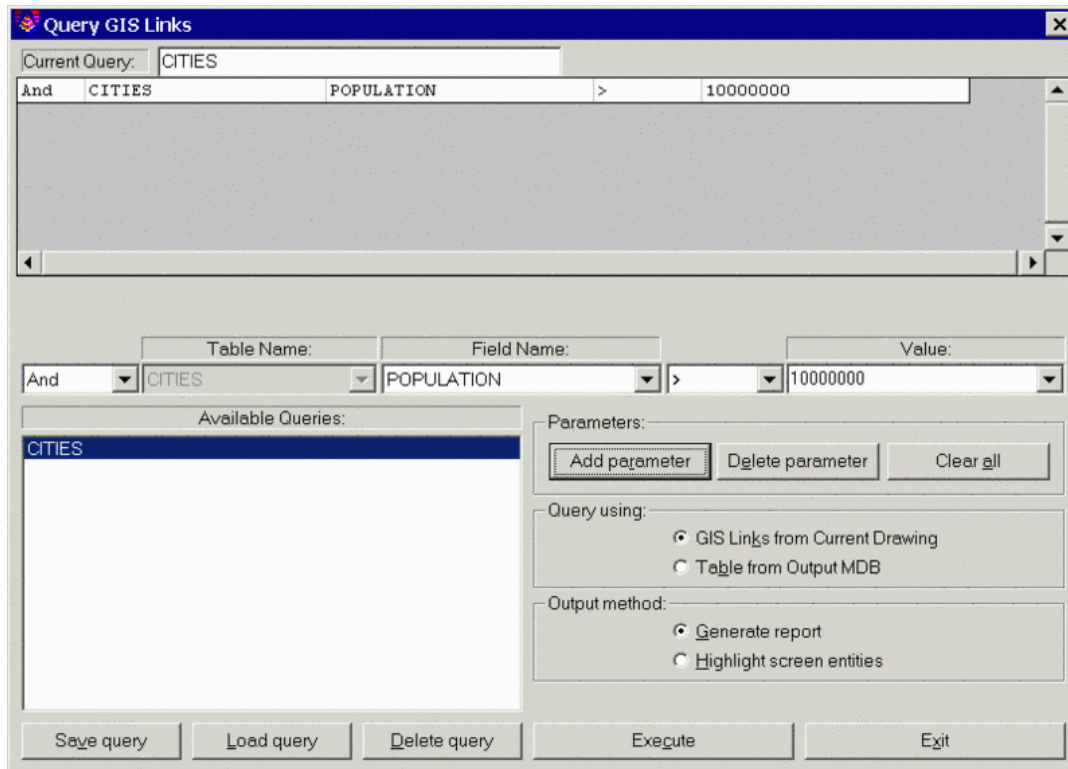 Query GIS Links
Current Query: CITIES
And CITIES POPULATION > 10000000
Table Name: Field Name: Value:
And CITIES POPULATION > 10000000
Available Queries:
CITIES
Parameters:
Add parameter Delete parameter Clear all
Query using:
GIS Links from Current Drawing
Table from Output MDB
Output method:
Generate report
Highlight screen entities
Save query Load query Delete query Execute Exit